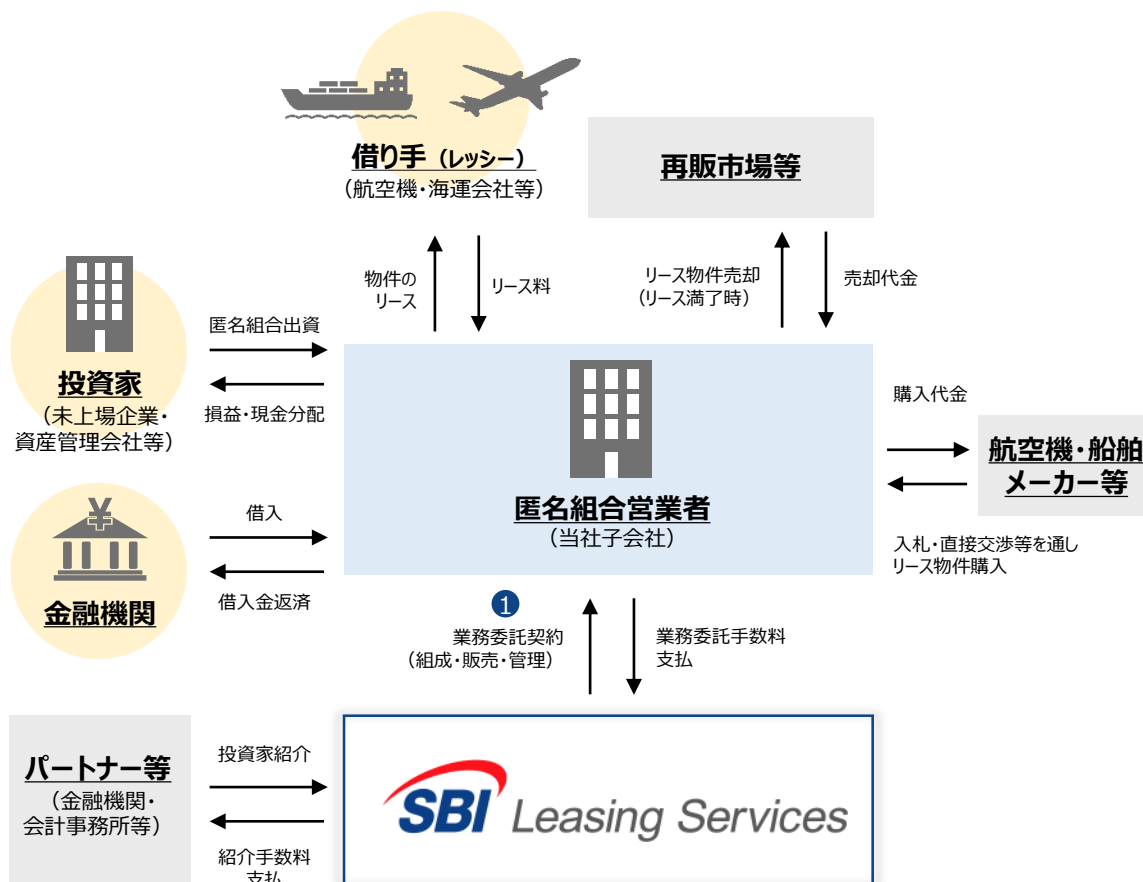 借り手（レッシー）
（航空機・海運会社等）
再販市場等
物件の
リース
リース料
リース物件売却
（リース満了時）
売却代金
匿名組合出資
投資家
（未上場企業・
資産管理会社等）
損益・現金分配
購入代金
航空機・船舶
メーカー等
匿名組合営業者
（当社子会社）
¥
借入
金融機関
借入金返済
入札・直接交渉等を通し
リース物件購入
1
業務委託契約
（組成・販売・管理）
業務委託手数料
支払
パートナー等
（金融機関・
会計事務所等）
投資家紹介
紹介手数料
支払
SBI Leasing Services